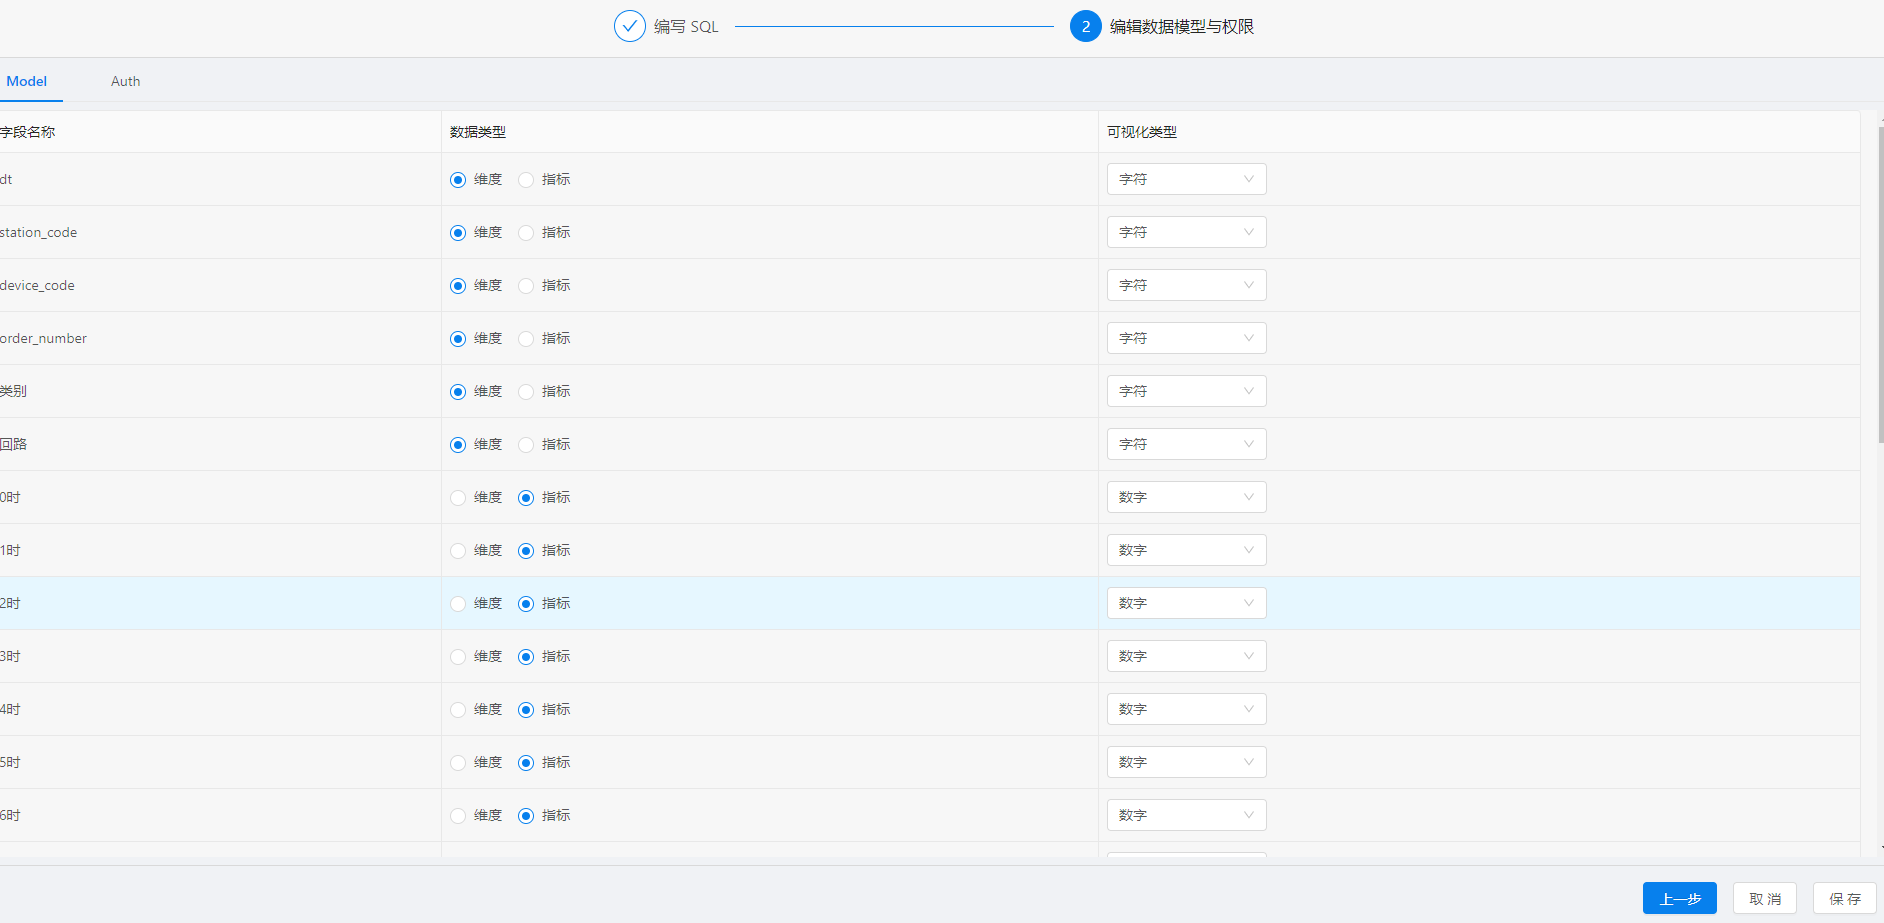 编写 SQL
2 编辑数据模型与权限
Model Auth
字段名称 数据类型 可视化类型
dt 维度 指标 字符
station_code 维度 指标 字符
device_code 维度 指标 字符
order_number 维度 指标 字符
类别 维度 指标 字符
回路 维度 指标 字符
0时 维度 指标 数字
1时 维度 指标 数字
2时 维度 指标 数字
3时 维度 指标 数字
4时 维度 指标 数字
5时 维度 指标 数字
6时 维度 指标 数字
上一步 取 消 保 存